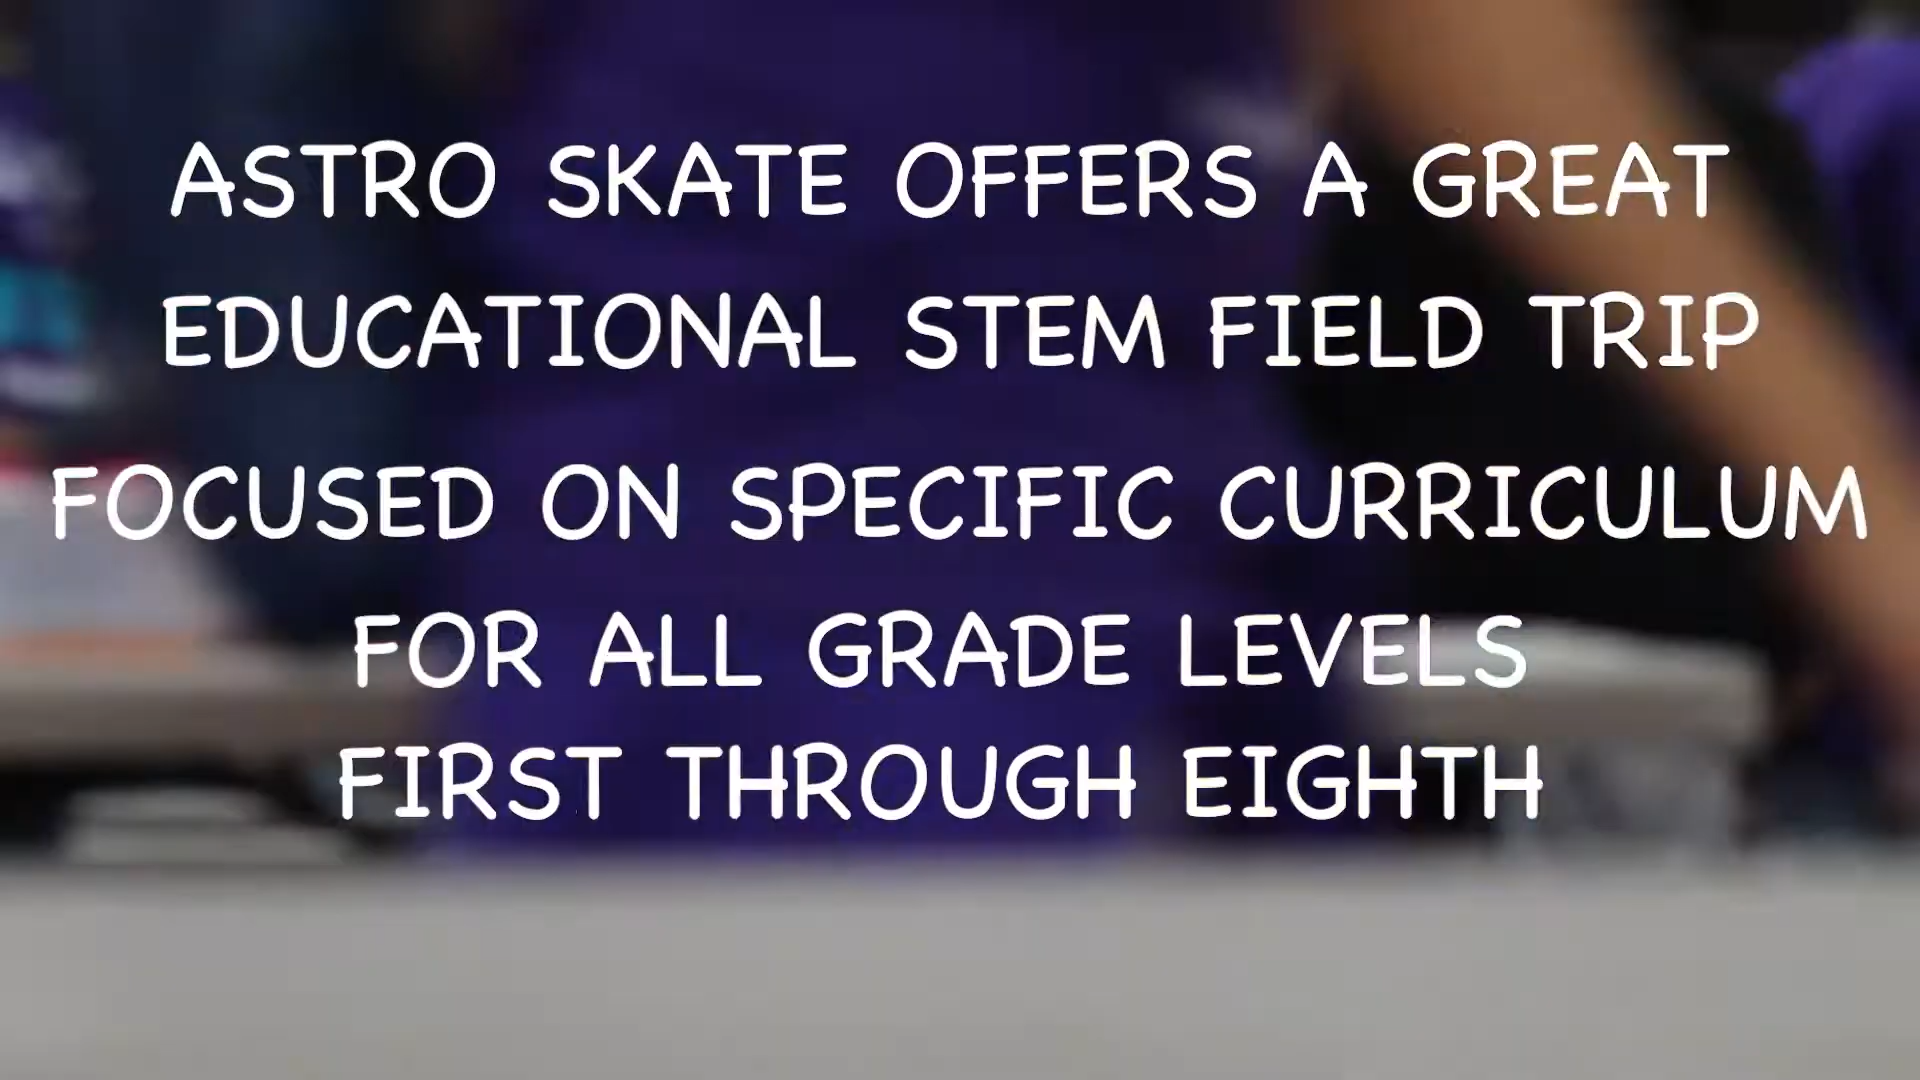 ASTRO SKATE OFFERS A GREAT
EDUCATIONAL STEM FIELD TRIP
FOCUSED ON SPECIFIC CURRICULUM
FOR ALL GRADE LEVELS
FIRST THROUGH EIGHTH